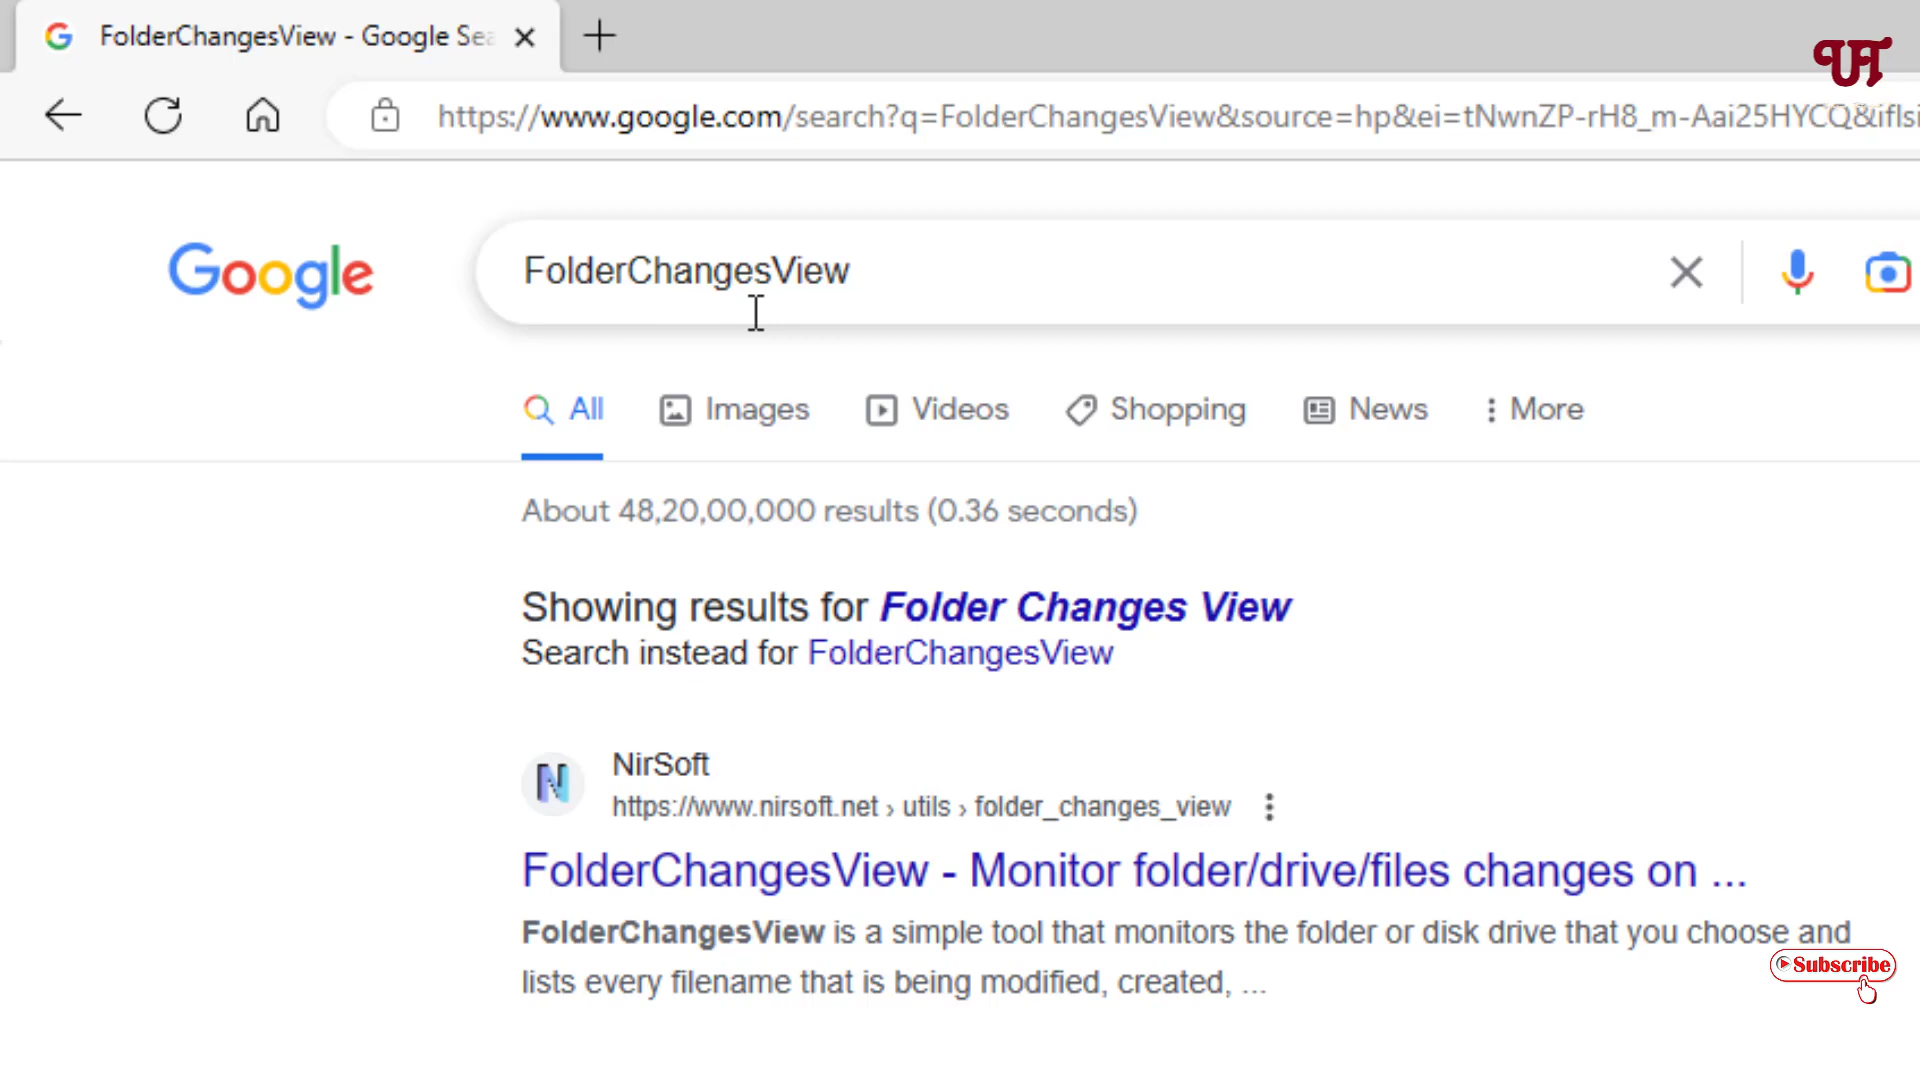 FolderChangesView - Google Sea
https://www.google.com/search?q=FolderChangesView&source=hp&ei=tNwnZP-rH8_m-Aai25HYCQ&iflsi
UT
Google
FolderChangesView
All Images Videos Shopping News More
About 48,20,00,000 results (0.36 seconds)
Showing results for Folder Changes View
Search instead for FolderChangesView
N
NirSoft
https://www.nirsoft.net › utils › folder_changes_view
FolderChangesView - Monitor folder/drive/files changes on ...
FolderChangesView is a simple tool that monitors the folder or disk drive that you choose and
lists every filename that is being modified, created, ...
Subscribe